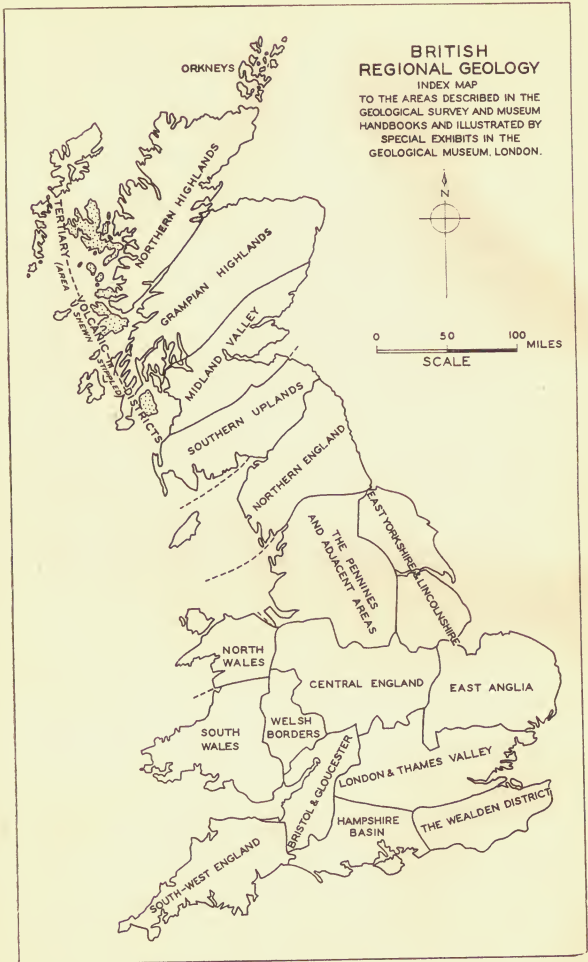 BRITISH
REGIONAL GEOLOGY
INDEX MAP
TO THE AREAS DESCRIBED IN THE
GEOLOGICAL SURVEY AND MUSEUM
HANDBOOKS AND ILLUSTRATED BY
SPECIAL EXHIBITS IN THE
GEOLOGICAL MUSEUM, LONDON.
N
0 50 100 MILES
SCALE
ORKNEYS
NORTHERN HIGHLANDS
TERTIARY VOLCANIC DISTRICTS
(AREA SHEWN STIPPLED)
GRAMPIAN HIGHLANDS
MIDLAND VALLEY
SOUTHERN UPLANDS
NORTHERN ENGLAND
EAST YORKSHIRE & LINCOLNSHIRE
THE PENNINES
AND ADJACENT AREAS
NORTH
WALES
CENTRAL ENGLAND
EAST ANGLIA
WELSH
BORDERS
SOUTH
WALES
BRISTOL & GLOUCESTER
LONDON & THAMES VALLEY
HAMPSHIRE
BASIN
THE WEALDEN DISTRICT
SOUTH-WEST ENGLAND